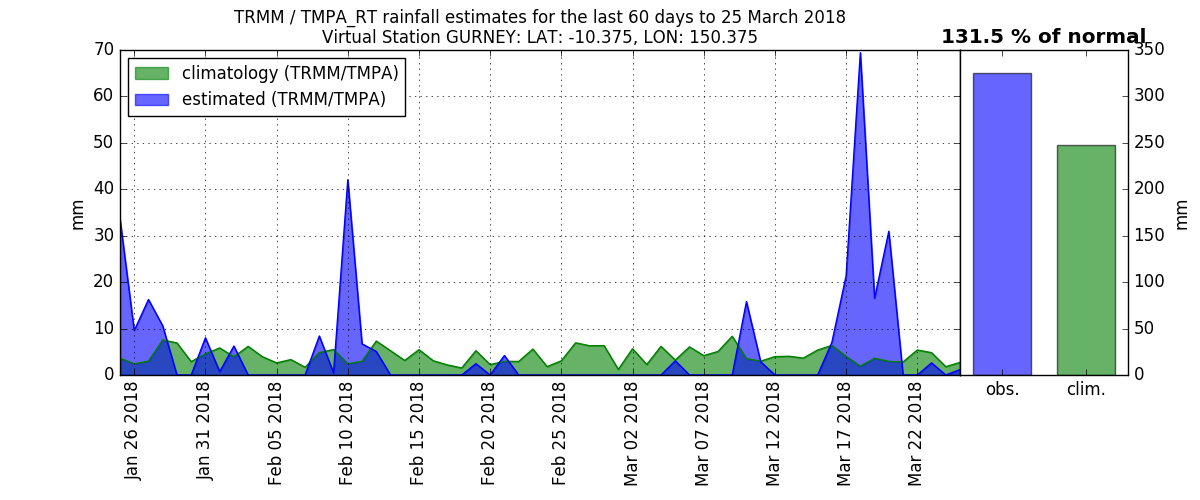 TRMM / TMPA_RT rainfall estimates for the last 60 days to 25 March 2018
Virtual Station GURNEY: LAT: -10.375, LON: 150.375
131.5 % of normal
climatology (TRMM/TMPA)
estimated (TRMM/TMPA)
70
60
50
40
30
20
10
0
mm
350
300
250
200
150
100
50
0
mm
Jan 26 2018
Jan 31 2018
Feb 05 2018
Feb 10 2018
Feb 15 2018
Feb 20 2018
Feb 25 2018
Mar 02 2018
Mar 07 2018
Mar 12 2018
Mar 17 2018
Mar 22 2018
obs.
clim.